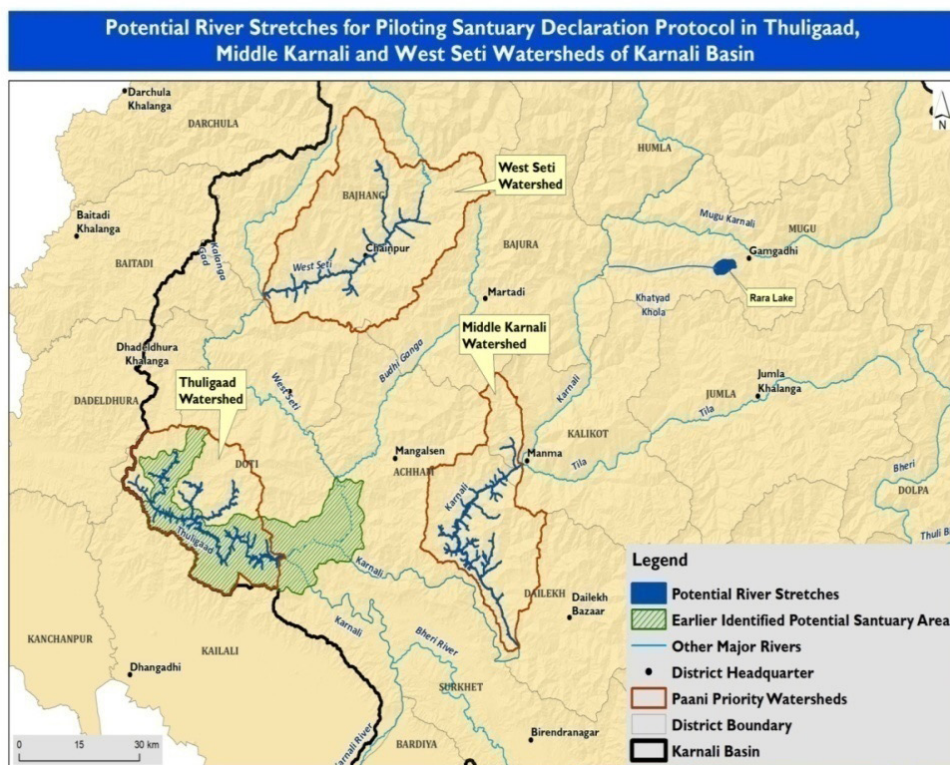 Potential River Stretches for Piloting Santuary Declaration Protocol in Thuligaad,
Middle Karnali and West Seti Watersheds of Karnali Basin
Darchula
Khalanga
DARCHULA
HUMLA
N
West Seti
Watershed
BAJHANG
Mugu Karnali
MUGU
Baitadi
Khalanga
BAITADI
Kalanga
Gad
Chainpur
West Seti
BAJURA
Gamgadhi
Rara Lake
Khatyad
Khola
Martadi
Middle Karnali
Watershed
Dhadeldhura
Khalanga
Budhi Ganga
Thuligaad
Watershed
West Seti
Karnali
Jumla
Khalanga
JUMLA
DADELDHURA
Tila
KALIKOT
Mangalsen
ACHHAM
Manma
Tila
DOTI
Bheri
DOLPA
Karnali
Thuligaad
Thuli B
Karnali
DAILEKH
Dailekh
Bazaar
Karnali
Bheri River
KANCHANPUR
KAILALI
Dhangadhi
SURKHET
Birendranagar
BARDIYA
Karnali River
0 15 30 km
Legend
Potential River Stretches
Earlier Identified Potential Santuary Area
Other Major Rivers
District Headquarter
Paani Priority Watersheds
District Boundary
Karnali Basin